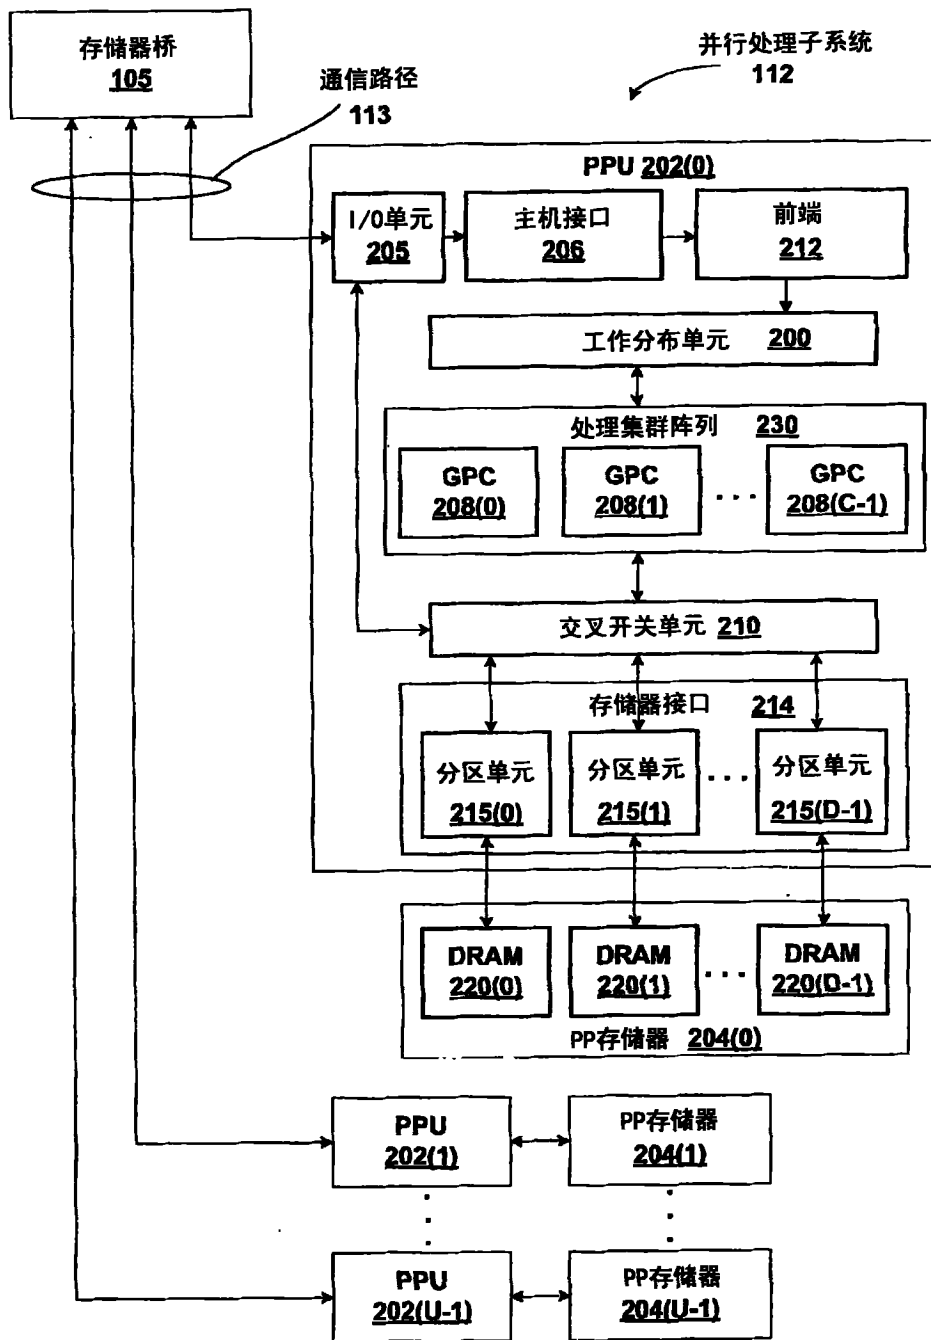 存储器桥
105
并行处理子系统
112
通信路径
113
PPU 202(0)
I/O单元
205
主机接口
206
前端
212
工作分布单元 200
处理集群阵列 230
GPC
208(0)
GPC
208(1)
...
GPC
208(C-1)
交叉开关单元 210
存储器接口 214
分区单元
215(0)
分区单元
215(1)
...
分区单元
215(D-1)
DRAM
220(0)
DRAM
220(1)
...
DRAM
220(D-1)
PP存储器 204(0)
PPU
202(1)
PP存储器
204(1)
PPU
202(U-1)
PP存储器
204(U-1)